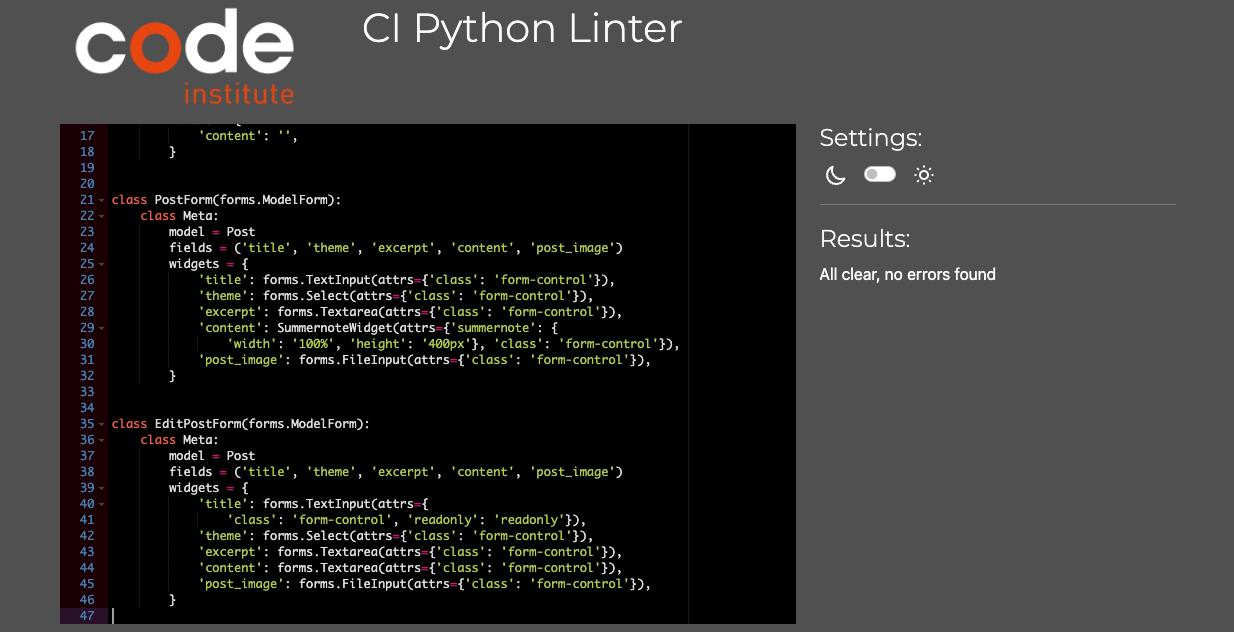 code
institute
CI Python Linter
17 'content': '',
18 }
19
20
21 class PostForm(forms.ModelForm):
22 class Meta:
23 model = Post
24 fields = ('title', 'theme', 'excerpt', 'content', 'post_image')
25 widgets = {
26 'title': forms.TextInput(attrs={'class': 'form-control'}),
27 'theme': forms.Select(attrs={'class': 'form-control'}),
28 'excerpt': forms.Textarea(attrs={'class': 'form-control'}),
29 'content': SummernoteWidget(attrs={'summernote': {
30 'width': '100%', 'height': '400px'}, 'class': 'form-control'}),
31 'post_image': forms.FileInput(attrs={'class': 'form-control'}),
32 }
33
34
35 class EditPostForm(forms.ModelForm):
36 class Meta:
37 model = Post
38 fields = ('title', 'theme', 'excerpt', 'content', 'post_image')
39 widgets = {
40 'title': forms.TextInput(attrs={
41 'class': 'form-control', 'readonly': 'readonly'}),
42 'theme': forms.Select(attrs={'class': 'form-control'}),
43 'excerpt': forms.Textarea(attrs={'class': 'form-control'}),
44 'content': forms.Textarea(attrs={'class': 'form-control'}),
45 'post_image': forms.FileInput(attrs={'class': 'form-control'}),
46 }
47
Settings:
Results:
All clear, no errors found